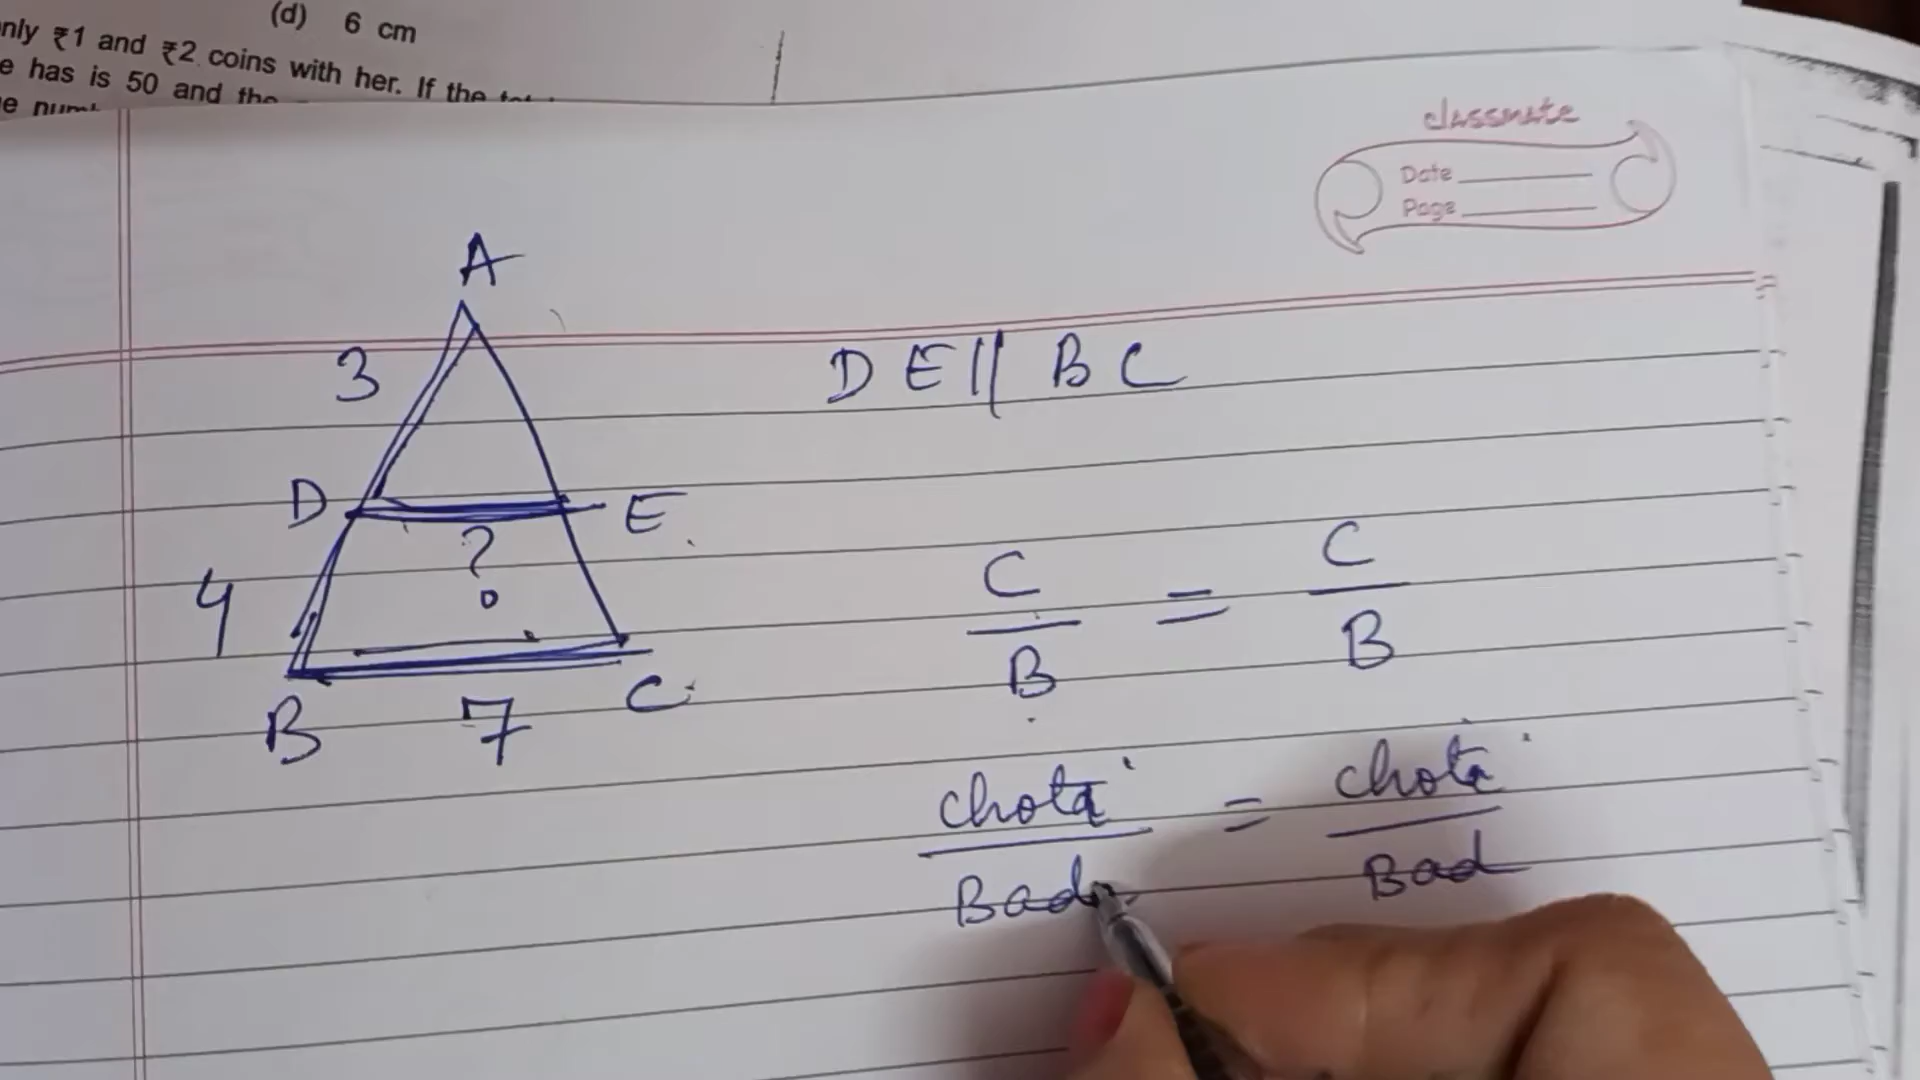 (d) 6 cm
nly ₹1 and ₹2 coins with her. If the
e has is 50 and the
e
classmate
Date
Page
A
3
DE || BC
D E
?
4
C/B = C/B
B 7 C
chota/Bad = chota/Bad